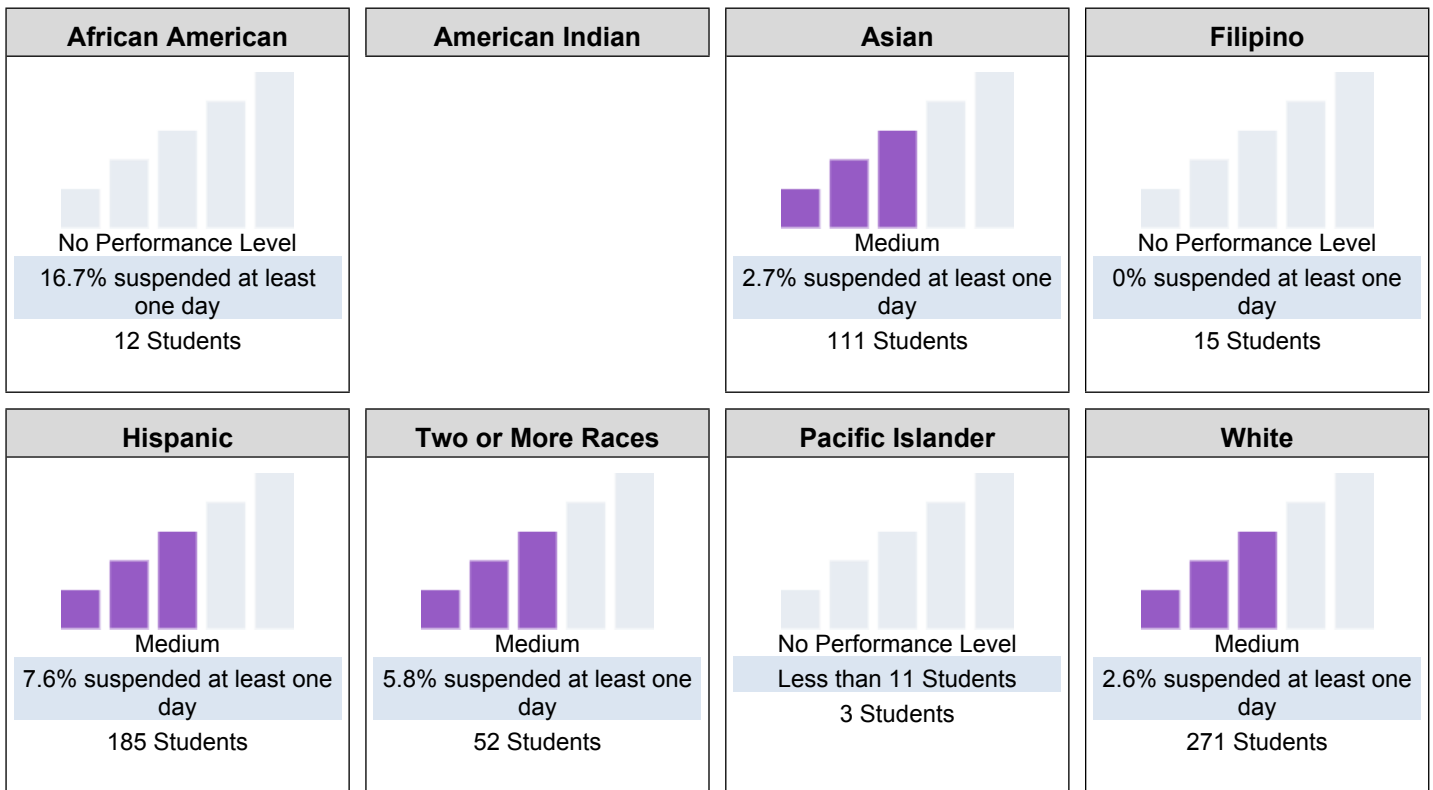 African American
No Performance Level
16.7% suspended at least
one day
12 Students
American Indian
Asian
Medium
2.7% suspended at least one
day
111 Students
Filipino
No Performance Level
0% suspended at least one
day
15 Students
Hispanic
Medium
7.6% suspended at least one
day
185 Students
Two or More Races
Medium
5.8% suspended at least one
day
52 Students
Pacific Islander
No Performance Level
Less than 11 Students
3 Students
White
Medium
2.6% suspended at least one
day
271 Students